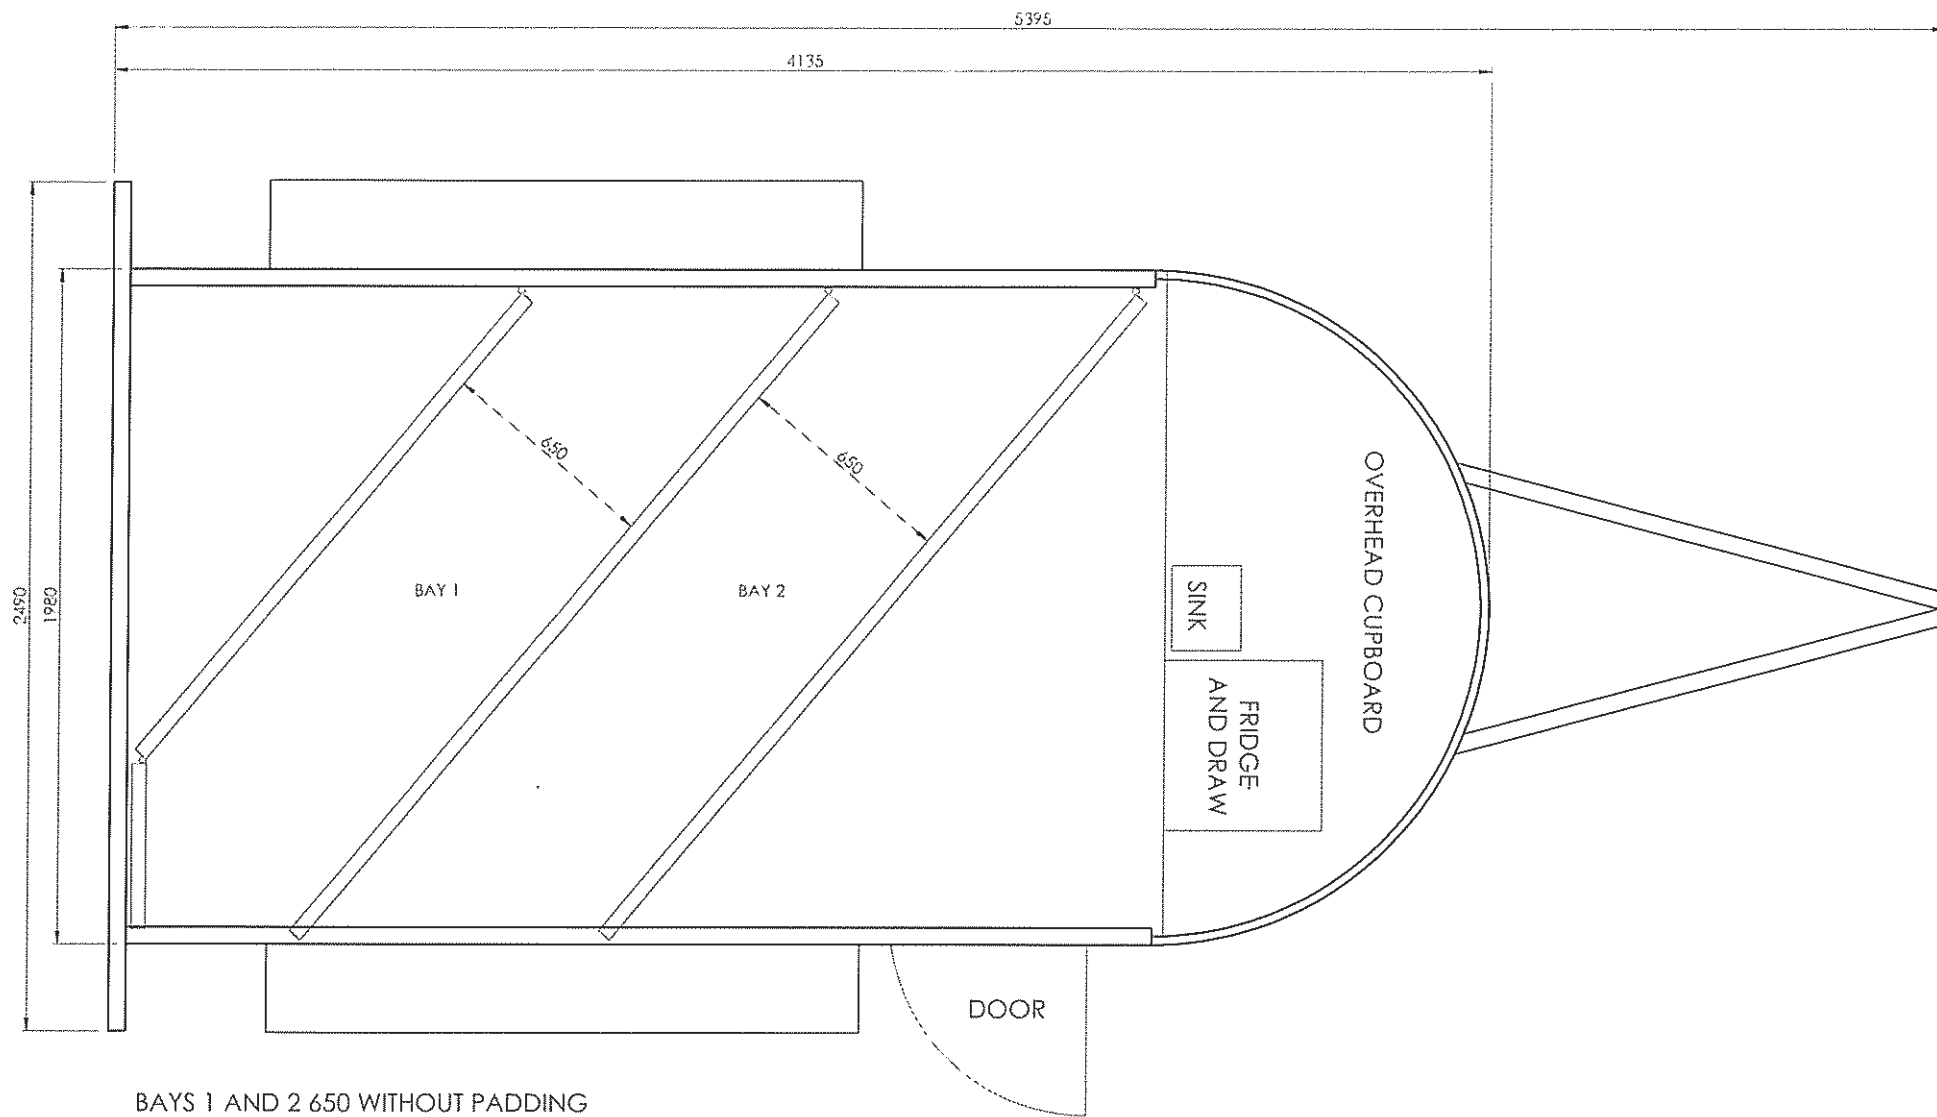 5395
4135
2490
1980
650
650
BAY 1
BAY 2
SINK
FRIDGE
AND DRAW
OVERHEAD CUPBOARD
DOOR
BAYS 1 AND 2 650 WITHOUT PADDING